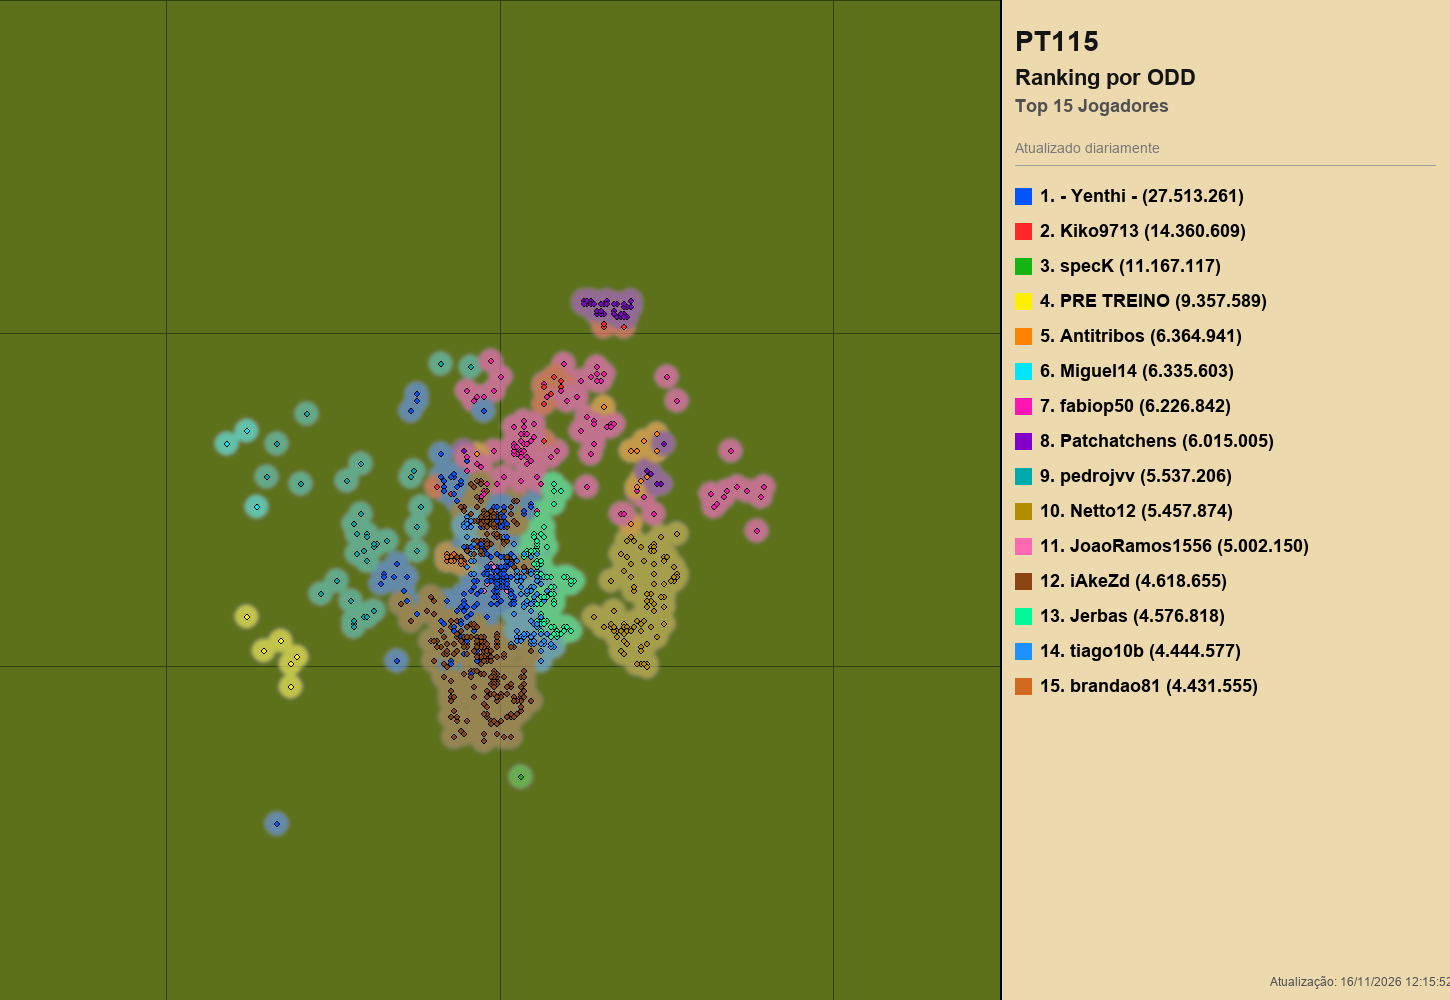 PT115
Ranking por ODD
Top 15 Jogadores
Atualizado diariamente
1. - Yenthi - (27.513.261)
2. Kiko9713 (14.360.609)
3. specK (11.167.117)
4. PRE TREINO (9.357.589)
5. Antitribos (6.364.941)
6. Miguel14 (6.335.603)
7. fabiop50 (6.226.842)
8. Patchatchens (6.015.005)
9. pedrojvv (5.537.206)
10. Netto12 (5.457.874)
11. JoaoRamos1556 (5.002.150)
12. iAkeZd (4.618.655)
13. Jerbas (4.576.818)
14. tiago10b (4.444.577)
15. brandao81 (4.431.555)
Atualização: 16/11/2026 12:15:52